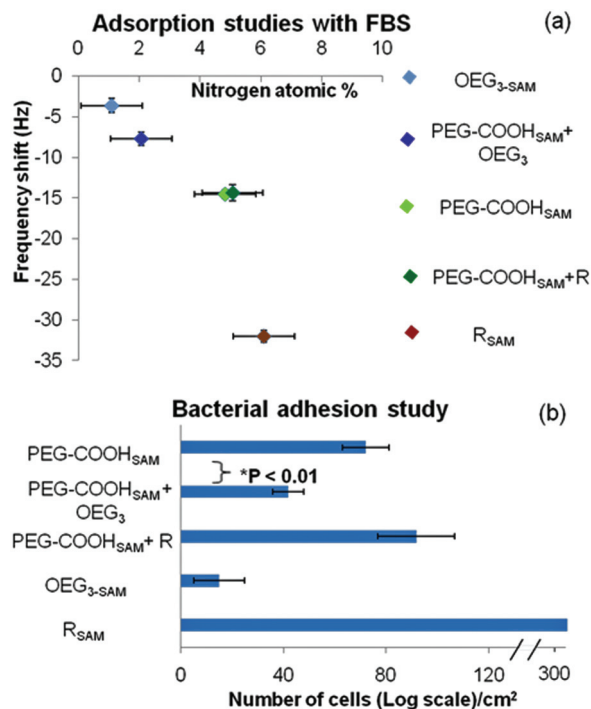 Adsorption studies with FBS
(a)
0 2 4 6 8 10
Nitrogen atomic %
Frequency shift (Hz)
0
-5
-10
-15
-20
-25
-30
-35
OEG3-SAM
PEG-COOHSAM+
OEG3
PEG-COOHSAM
PEG-COOHSAM+R
RSAM
Bacterial adhesion study
(b)
PEG-COOHSAM
*P < 0.01
PEG-COOHSAM+
OEG3
PEG-COOHSAM+ R
OEG3-SAM
RSAM
0 40 80 120 300
Number of cells (Log scale)/cm²